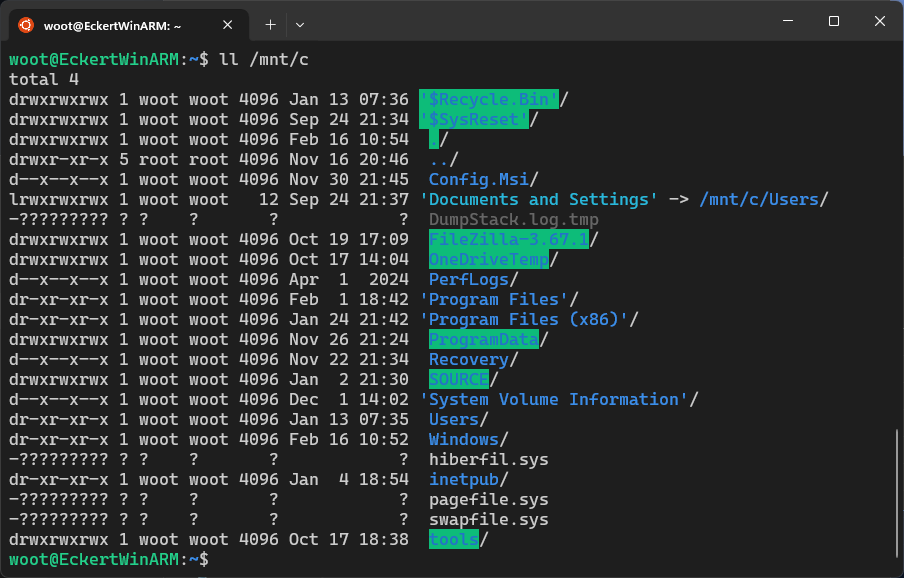 woot@EckertWinARM: ~
woot@EckertWinARM:~$ ll /mnt/c
total 4
drwxrwxrwx 1 woot woot 4096 Jan 13 07:36 '$Recycle.Bin'/
drwxrwxrwx 1 woot woot 4096 Sep 24 21:34 '$SysReset'/
drwxrwxrwx 1 woot woot 4096 Feb 16 10:54  ./
drwxr-xr-x 5 root root 4096 Nov 16 20:46  ../
d--x--x--x 1 woot woot 4096 Nov 30 21:45  Config.Msi/
lrwxrwxrwx 1 woot woot   12 Sep 24 21:37 'Documents and Settings' -> /mnt/c/Users/
-????????? ? ?    ?       ?            ?  DumpStack.log.tmp
drwxrwxrwx 1 woot woot 4096 Oct 19 17:09  FileZilla-3.67.1/
drwxrwxrwx 1 woot woot 4096 Oct 17 14:04  OneDriveTemp/
d--x--x--x 1 woot woot 4096 Apr  1  2024  PerfLogs/
dr-xr-xr-x 1 woot woot 4096 Feb  1 18:42 'Program Files'/
dr-xr-xr-x 1 woot woot 4096 Jan 24 21:42 'Program Files (x86)'/
drwxrwxrwx 1 woot woot 4096 Nov 26 21:24  ProgramData/
d--x--x--x 1 woot woot 4096 Nov 22 21:34  Recovery/
drwxrwxrwx 1 woot woot 4096 Jan  2 21:30  SOURCE/
d--x--x--x 1 woot woot 4096 Dec  1 14:02 'System Volume Information'/
dr-xr-xr-x 1 woot woot 4096 Jan 13 07:35  Users/
dr-xr-xr-x 1 woot woot 4096 Feb 16 10:52  Windows/
-????????? ? ?    ?       ?            ?  hiberfil.sys
dr-xr-xr-x 1 woot woot 4096 Jan  4 18:54  inetpub/
-????????? ? ?    ?       ?            ?  pagefile.sys
-????????? ? ?    ?       ?            ?  swapfile.sys
drwxrwxrwx 1 woot woot 4096 Oct 17 18:38  tools/
woot@EckertWinARM:~$